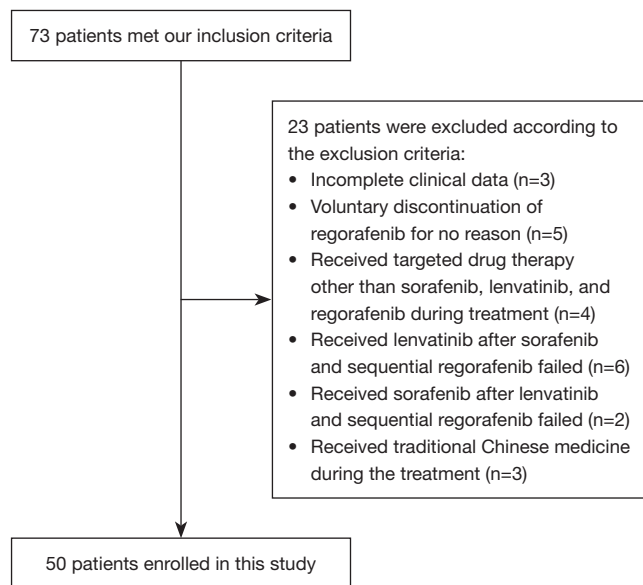 73 patients met our inclusion criteria
23 patients were excluded according to
the exclusion criteria:
• Incomplete clinical data (n=3)
• Voluntary discontinuation of
regorafenib for no reason (n=5)
• Received targeted drug therapy
other than sorafenib, lenvatinib, and
regorafenib during treatment
(n=4)
• Received lenvatinib after sorafenib
and sequential regorafenib failed (n=6)
• Received sorafenib after lenvatinib
and sequential regorafenib failed (n=2)
• Received traditional Chinese medicine
during the treatment (n=3)
50 patients enrolled in this study